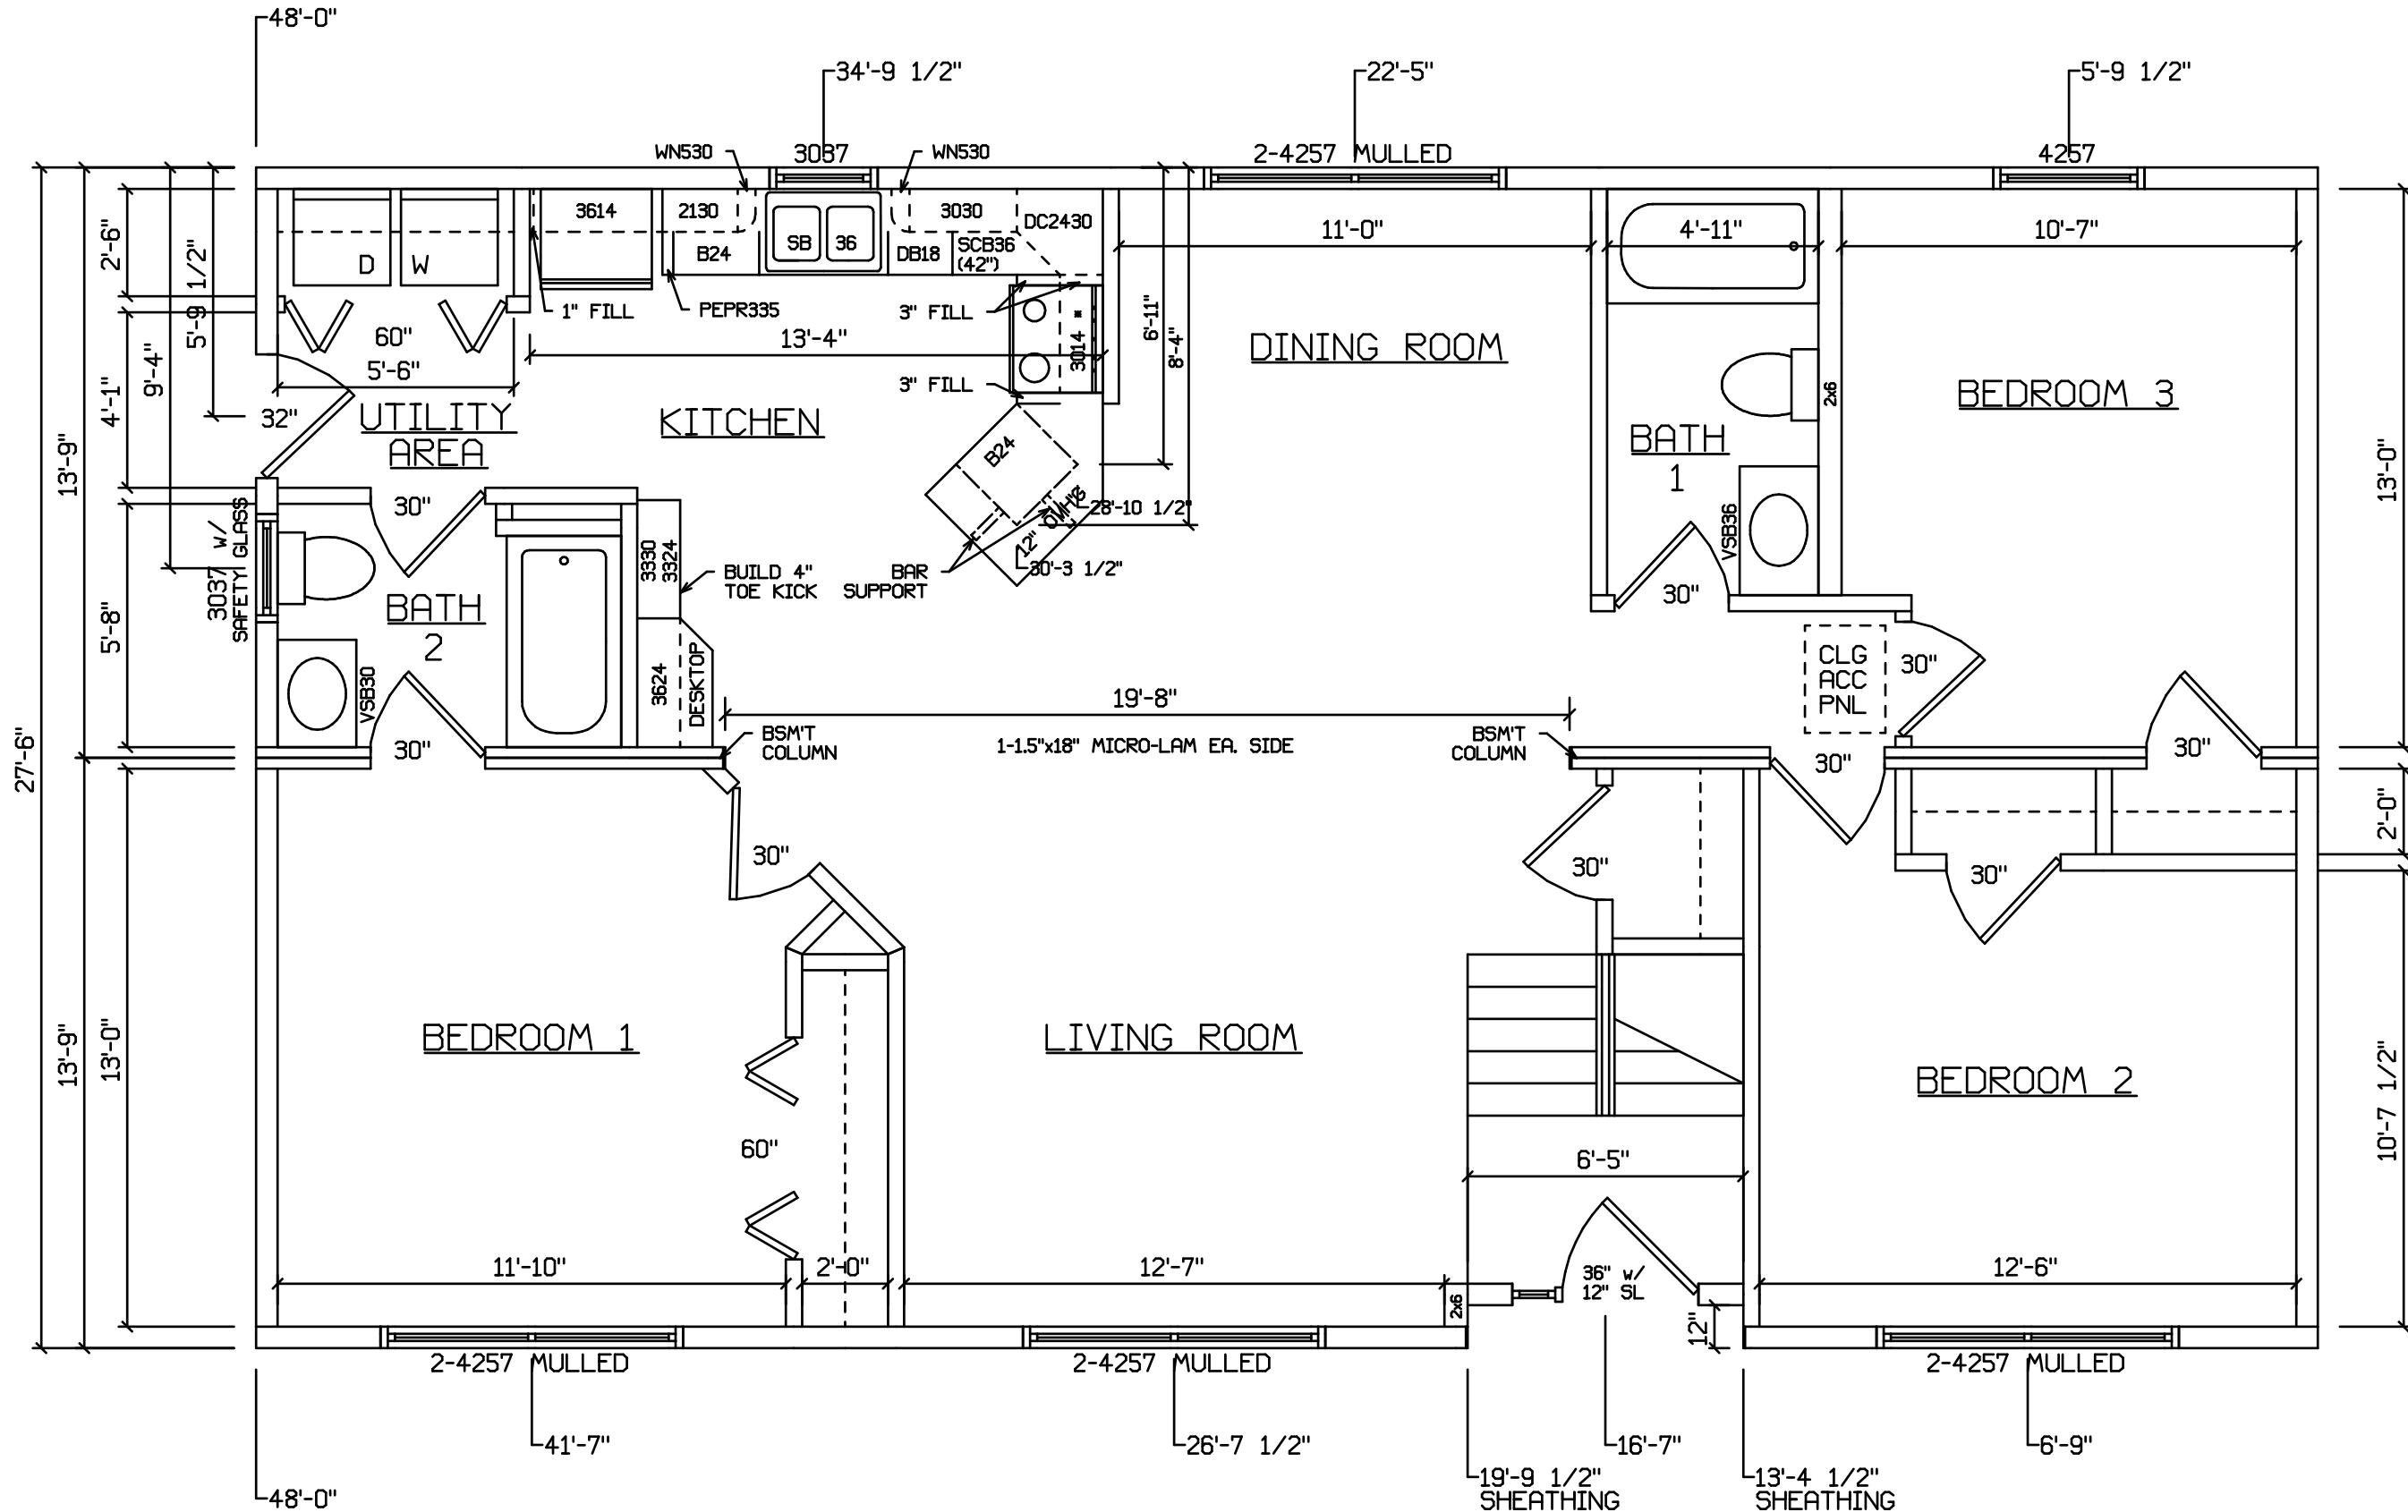 48'-0"
34'-9 1/2"
22'-5"
5'-9 1/2"
WN530
3037
WN530
2-4257 MULLED
4257
3614
2130
3030
DC2430
B24
SB 36
DB18
SCB36
(42")
D W
2'-6"
5'-9 1/2"
11'-0"
4'-11"
10'-7"
1" FILL
PEPR335
3" FILL
60"
13'-4"
3014
6'-11"
8'-4"
5'-6"
3" FILL
9'-4"
4'-1"
32"
UTILITY
AREA
KITCHEN
DINING ROOM
BATH
1
2x6
BEDROOM 3
13'-9"
B24
13'-0"
30"
12" OVH'G
28'-10 1/2"
30'-3 1/2"
VSB36
3037 W/
SAFETY GLASS
3330
3324
BUILD 4"
TOE KICK
BAR
SUPPORT
30"
BATH
2
5'-8"
VSB30
3624
DESKTOP
CLG
ACC
PNL
30"
19'-8"
27'-6"
30"
BSM'T
COLUMN
1-1.5"x18" MICRO-LAM EA. SIDE
BSM'T
COLUMN
30"
30"
2'-0"
30"
30"
30"
BEDROOM 1
LIVING ROOM
BEDROOM 2
13'-9"
13'-0"
10'-7 1/2"
60"
6'-5"
11'-10"
2'-0"
12'-7"
2x6
36" w/
12" SL
12"
12'-6"
2-4257 MULLED
2-4257 MULLED
2-4257 MULLED
41'-7"
26'-7 1/2"
16'-7"
6'-9"
48'-0"
19'-9 1/2"
SHEATHING
13'-4 1/2"
SHEATHING